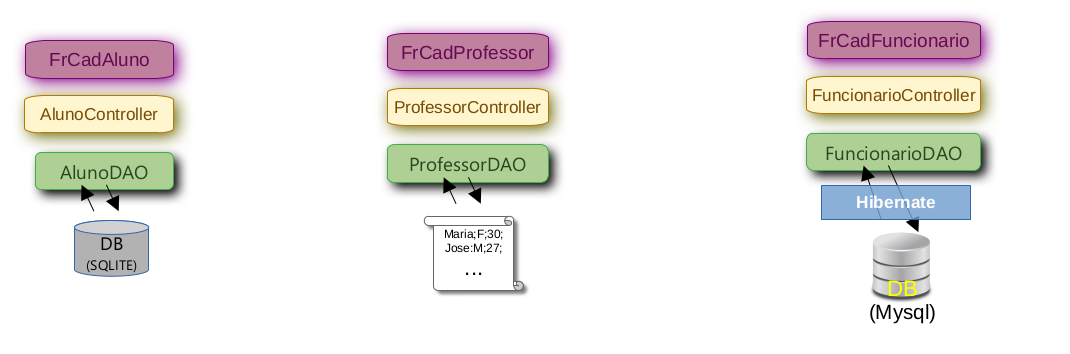 FrCadAluno
AlunoController
AlunoDAO
DB
(SQLITE)
FrCadProfessor
ProfessorController
ProfessorDAO
Maria;F;30;
Jose:M;27;
...
FrCadFuncionario
FuncionarioController
FuncionarioDAO
Hibernate
DB
(Mysql)